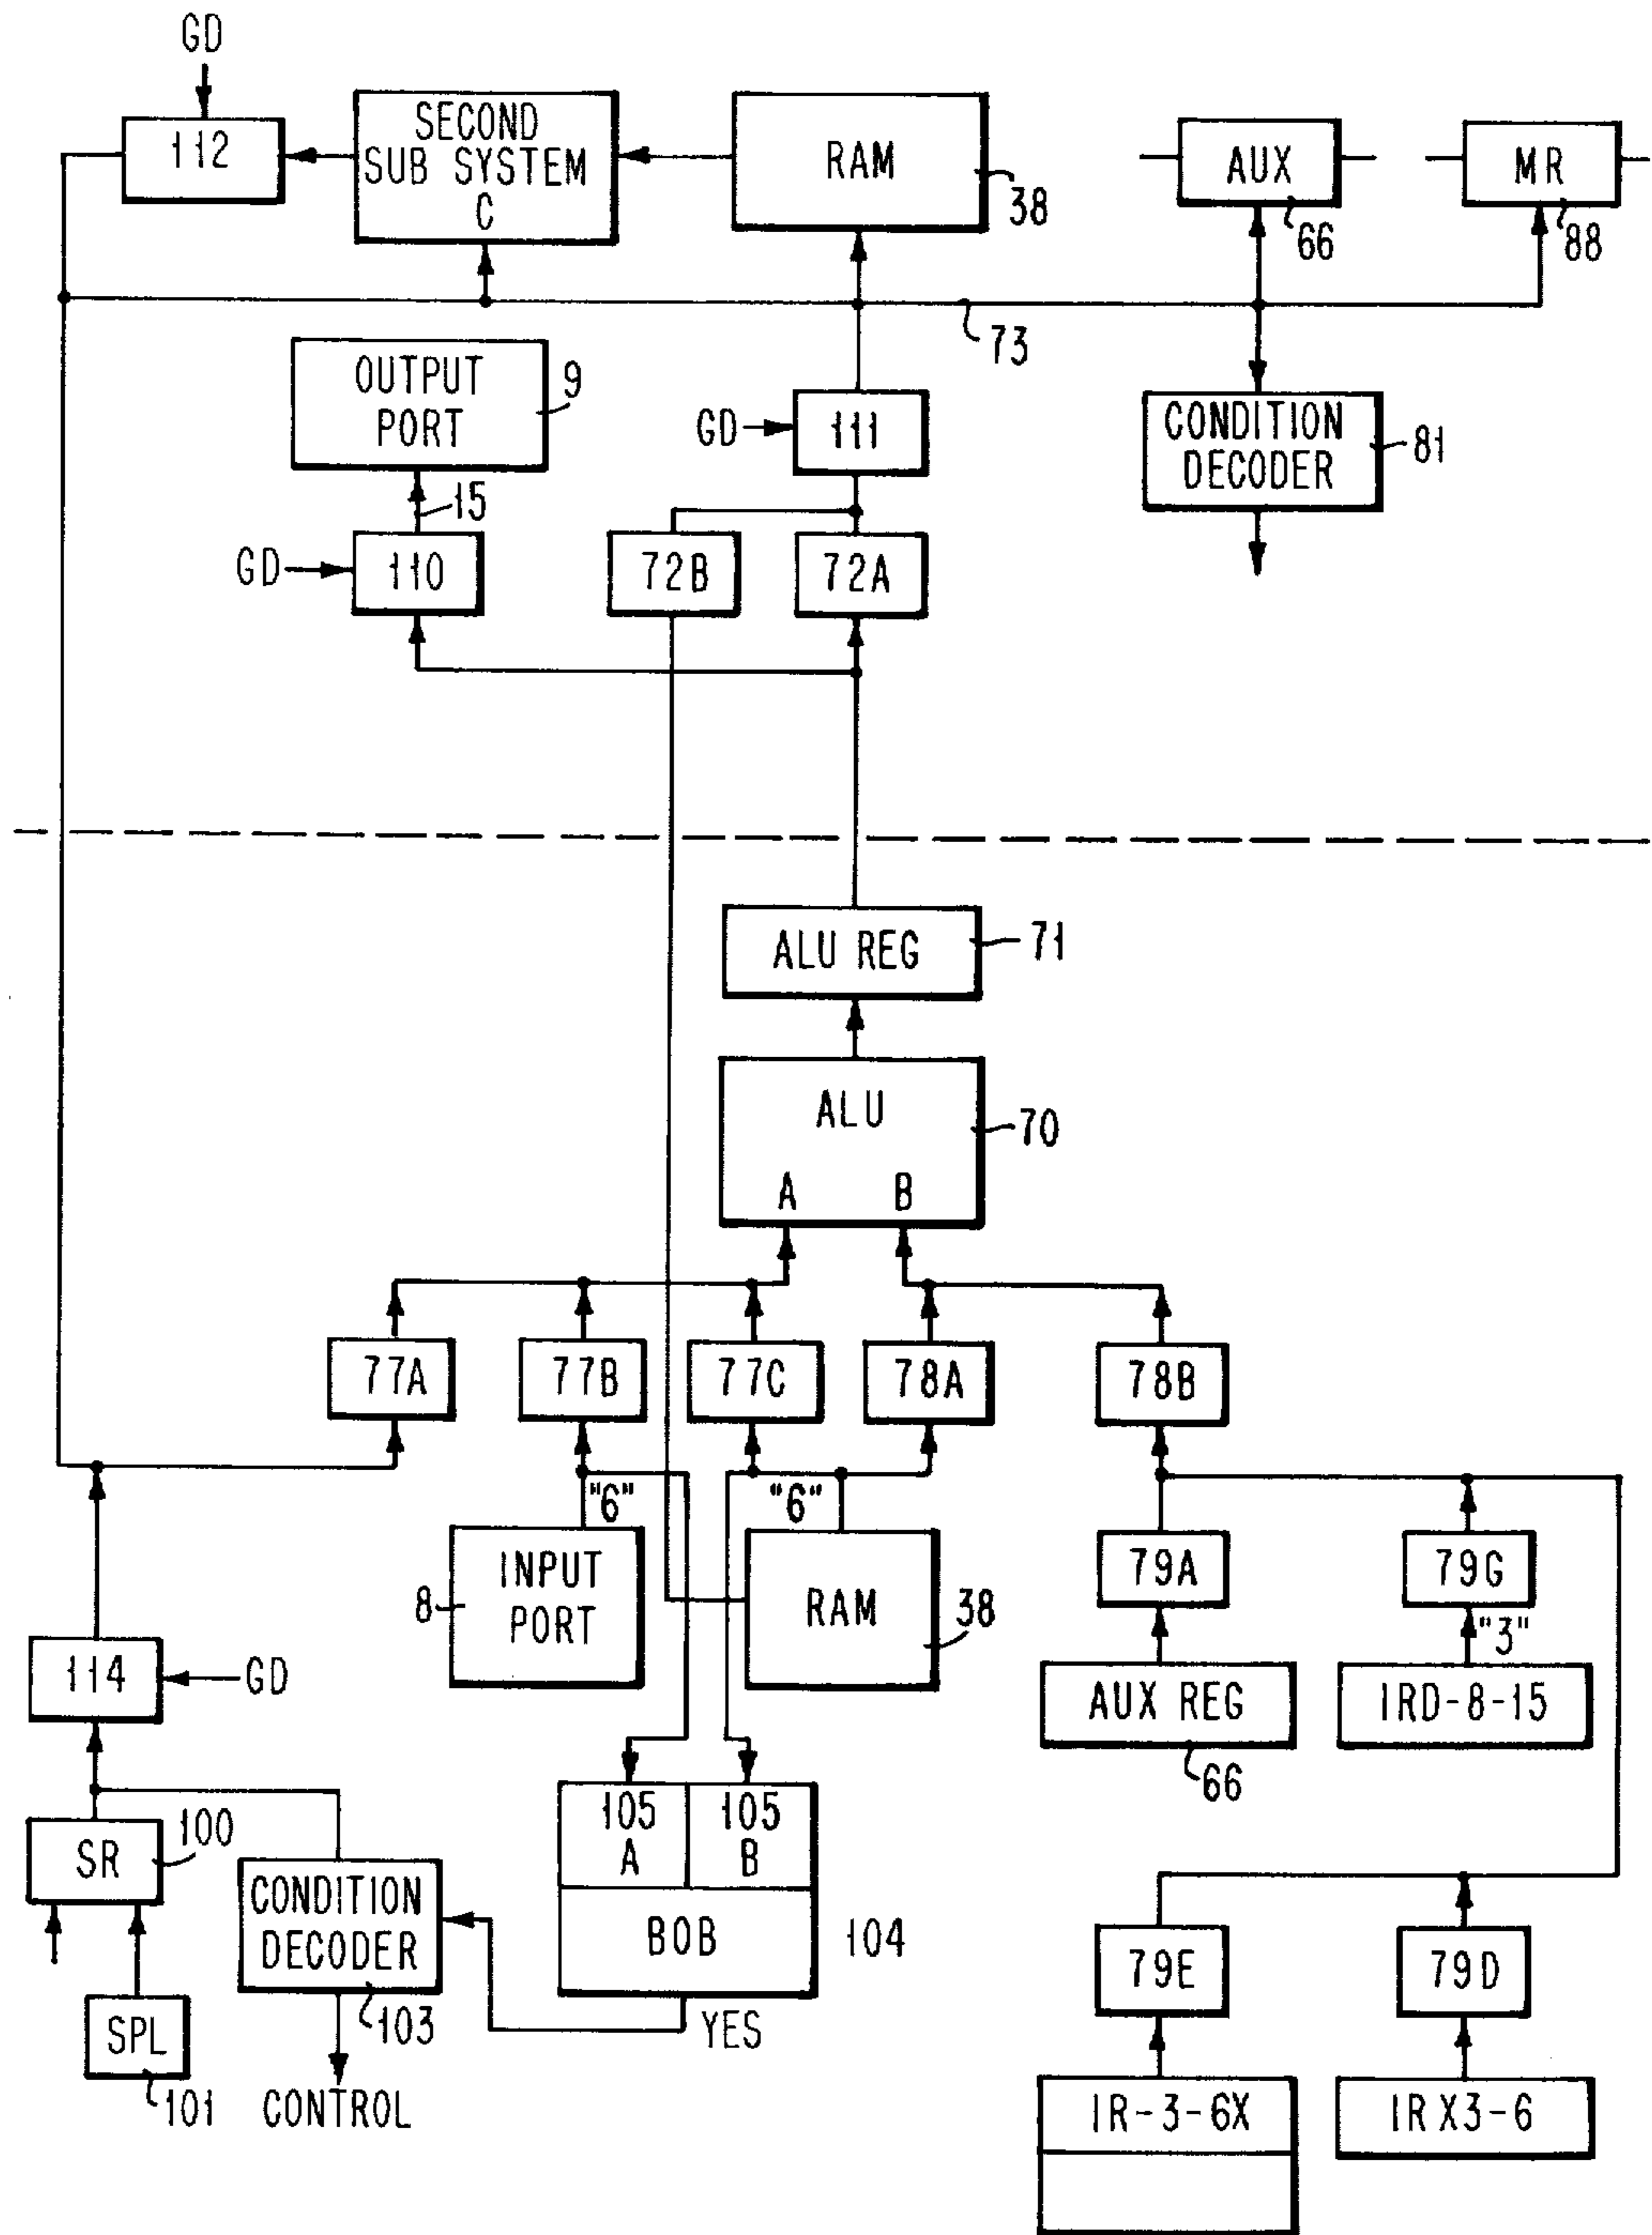 GD
112
SECOND
SUB SYSTEM
C
RAM
38
AUX
66
MR
88
73
OUTPUT
PORT
9
GD
111
CONDITION
DECODER
81
15
GD
110
72B
72A
ALU REG
71
ALU
70
A B
77A
77B
77C
78A
78B
"6"
"6"
INPUT
PORT
8
RAM
38
79A
79G
"3"
AUX REG
66
IRD-8-15
114
GD
SR
100
SPL
101
CONDITION
DECODER
103
CONTROL
105
A
105
B
BOB
104
YES
79E
79D
IR-3-6X
IR X3-6